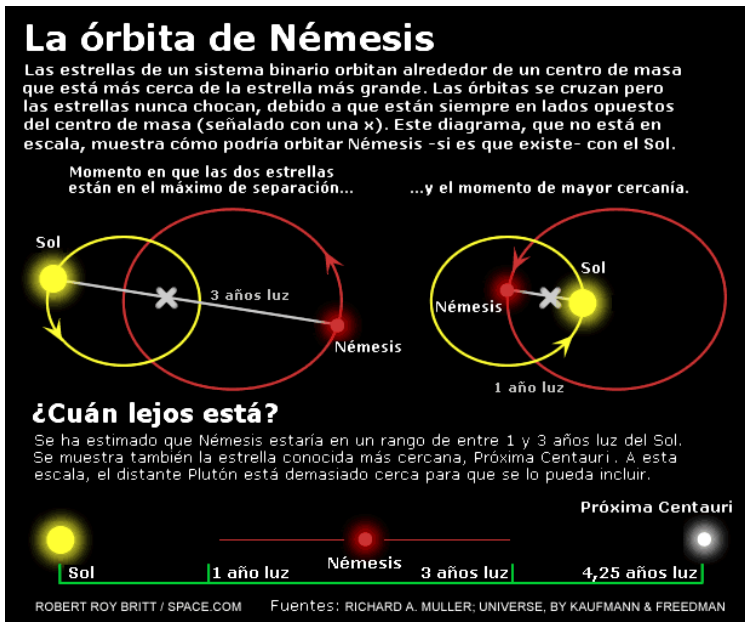 La órbita de Némesis
Las estrellas de un sistema binario orbitan alrededor de un centro de masa
que está más cerca de la estrella más grande. Las órbitas se cruzan pero
las estrellas nunca chocan, debido a que están siempre en lados opuestos
del centro de masa (señalado con una x). Este diagrama, que no está en
escala, muestra cómo podría orbitar Némesis -si es que existe- con el Sol.
Momento en que las dos estrellas
están en el máximo de separación...
...y el momento de mayor cercanía.
Sol
3 años luz
Némesis
Sol
Némesis
1 año luz
¿Cuán lejos está?
Se ha estimado que Némesis estaría en un rango de entre 1 y 3 años luz del Sol.
Se muestra también la estrella conocida más cercana, Próxima Centauri . A esta
escala, el distante Plutón está demasiado cerca para que se lo pueda incluir.
Próxima Centauri
Sol
1 año luz
Némesis
3 años luz
4,25 años luz
ROBERT ROY BRITT / SPACE.COM
Fuentes: RICHARD A. MULLER; UNIVERSE, BY KAUFMANN & FREEDMAN